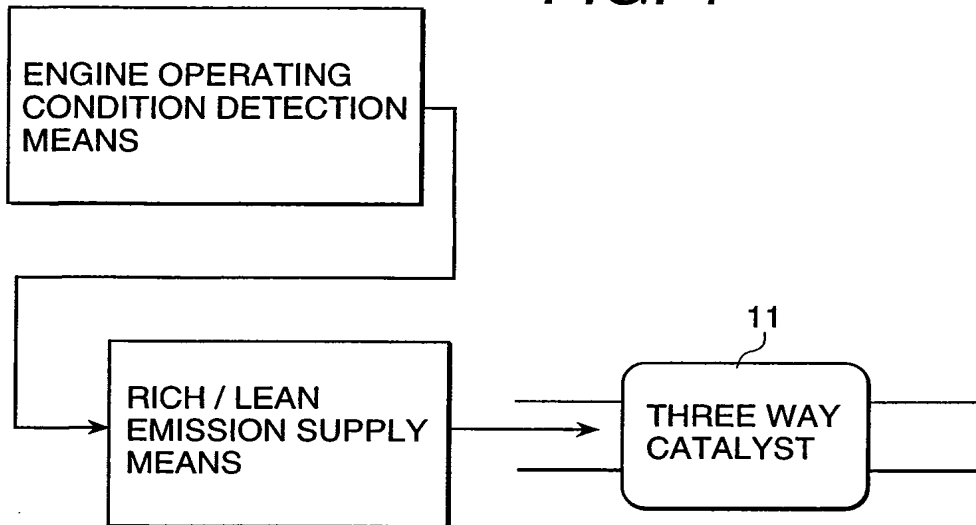 ENGINE OPERATING
CONDITION DETECTION
MEANS
11
RICH / LEAN
EMISSION SUPPLY
MEANS
THREE WAY
CATALYST